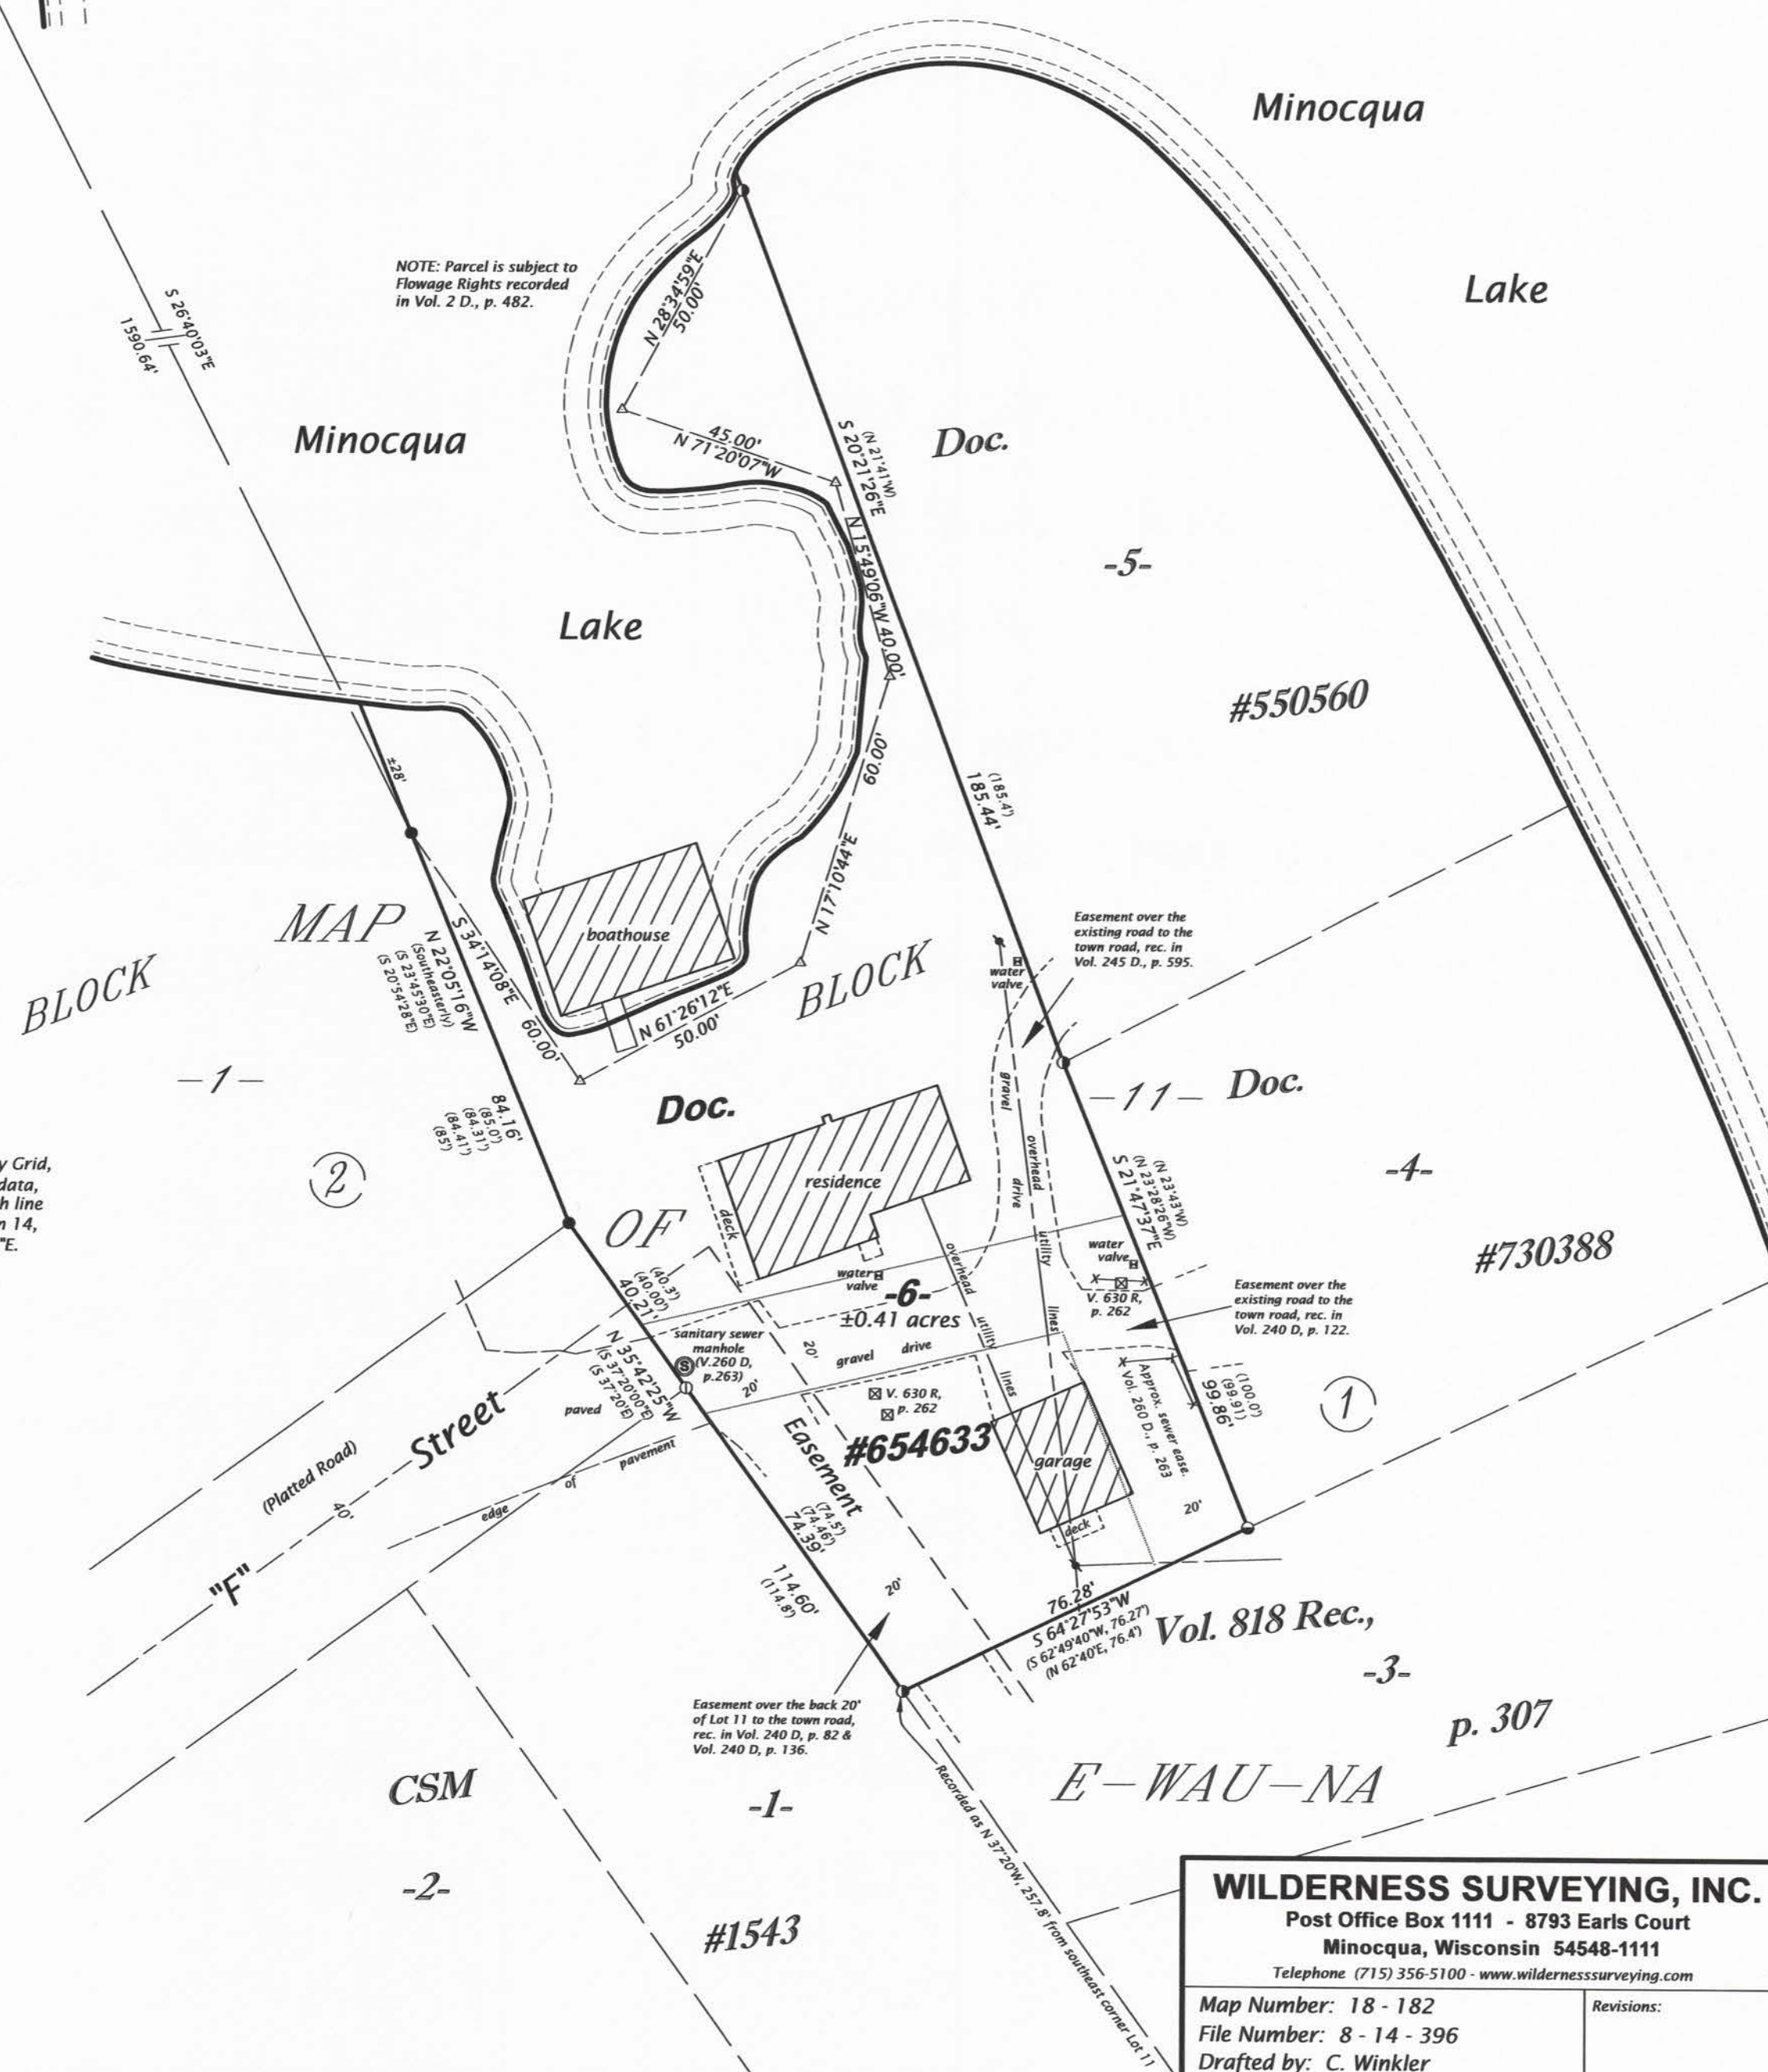 Minocqua
Lake
NOTE: Parcel is subject to
Flowage Rights recorded
in Vol. 2 D., p. 482.
S 26°40'03"E
1590.64'
N 28°34'59"E
50.00'
Minocqua
45.00'
N 71°20'07"W
(N 21°41'W)
S 20°21'26"E
Doc.
-5-
N 15°49'06"W 40.00'
Lake
#550560
±28'
60.00'
N 17°10'44"E
(185.4')
185.44'
MAP
BLOCK
boathouse
BLOCK
S 34°14'08"E
60.00'
N 22°05'16"W
(Southeasterly)
(S 23°45'30"E)
(S 20°54'28"E)
N 61°26'12"E
50.00'
Easement over the
existing road to the
town road, rec. in
Vol. 245 D., p. 595.
water
valve
-1-
gravel
drive
Doc.
-11-
Doc.
84.16'
(85.0')
(84.31')
(84.41')
(85')
y Grid,
data,
h line
n 14,
"E.
2
residence
deck
OF
overhead
utility
lines
(N 23°43'W)
(N 23°28'26"W)
S 21°47'37"E
-4-
#730388
water
valve
(40.3')
(40.00')
40.21'
water
valve
-6-
±0.41 acres
overhead
utility
lines
V. 630 R,
p. 262
Easement over the
existing road to the
town road, rec. in
Vol. 240 D, p. 122.
sanitary sewer
manhole
(V.260 D,
p.263)
S
20'
gravel drive
20'
N 35°42'25"W
(S 37°20'00"E)
(S 37°20'E)
paved
V. 630 R,
p. 262
Approx. sewer ease.
Vol. 260 D., p. 263
(100.0')
(99.91)
99.86'
1
Street
(Platted Road)
Easement
#654633
garage
edge of pavement
40'
"F"
(74.5')
(74.46')
74.39'
114.60'
(114.8')
deck
20'
20'
76.28'
S 64°27'53"W
(S 62°49'40"W, 76.27')
(N 62°40'E, 76.4')
Vol. 818 Rec.,
-3-
p. 307
Easement over the back 20'
of Lot 11 to the town road,
rec. in Vol. 240 D, p. 82 &
Vol. 240 D, p. 136.
CSM
-1-
E-WAU-NA
Recorded as N 37°20'W, 257.8' from southeast corner Lot 11
-2-
#1543
WILDERNESS SURVEYING, INC.
Post Office Box 1111 - 8793 Earls Court
Minocqua, Wisconsin 54548-1111
Telephone (715) 356-5100 - www.wildernesssurveying.com
Map Number: 18 - 182
Revisions:
File Number: 8 - 14 - 396
Drafted by: C. Winkler